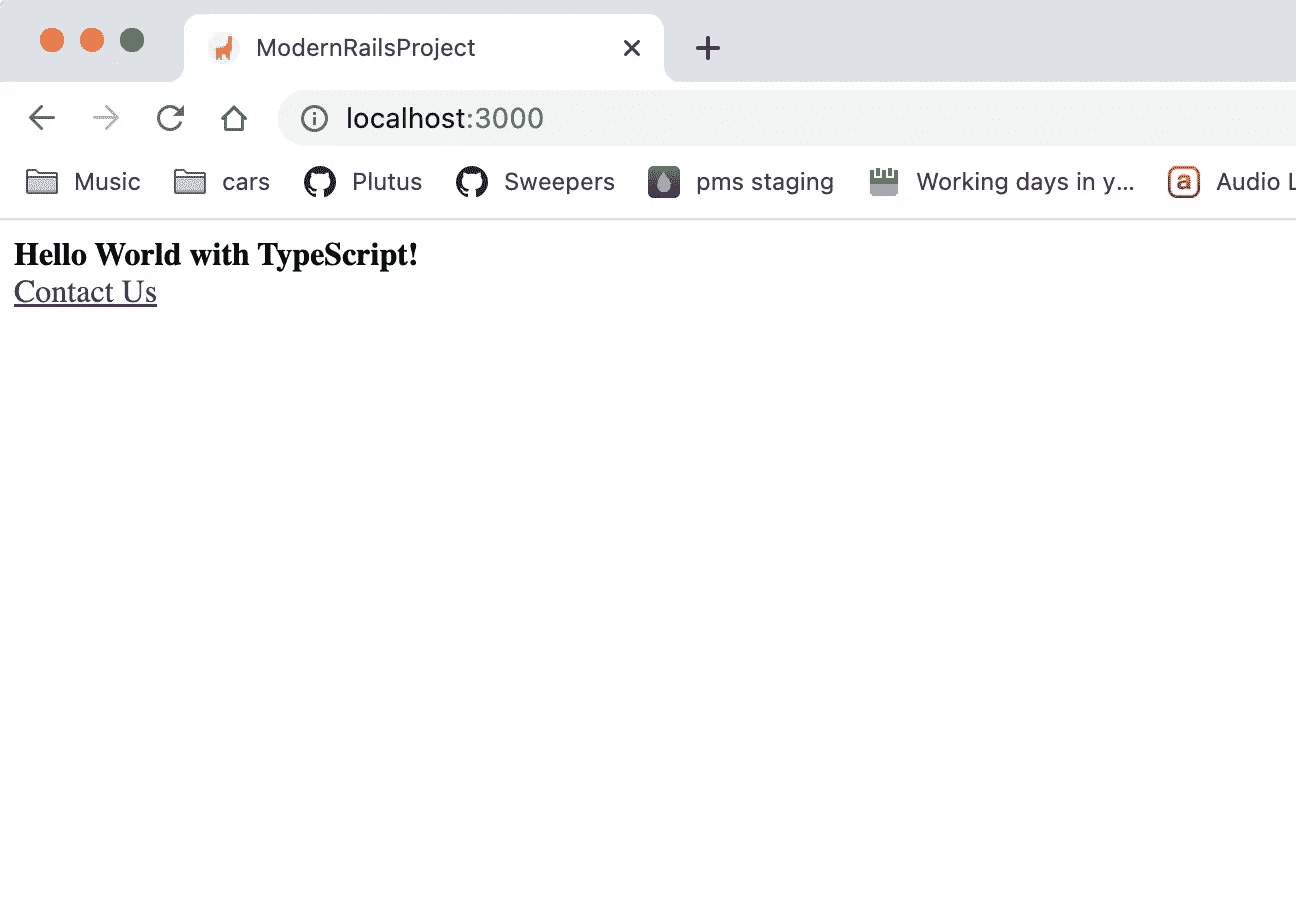 ModernRailsProject
localhost:3000
Music cars Plutus Sweepers pms staging Working days in y... Audio L
Hello World with TypeScript!
Contact Us